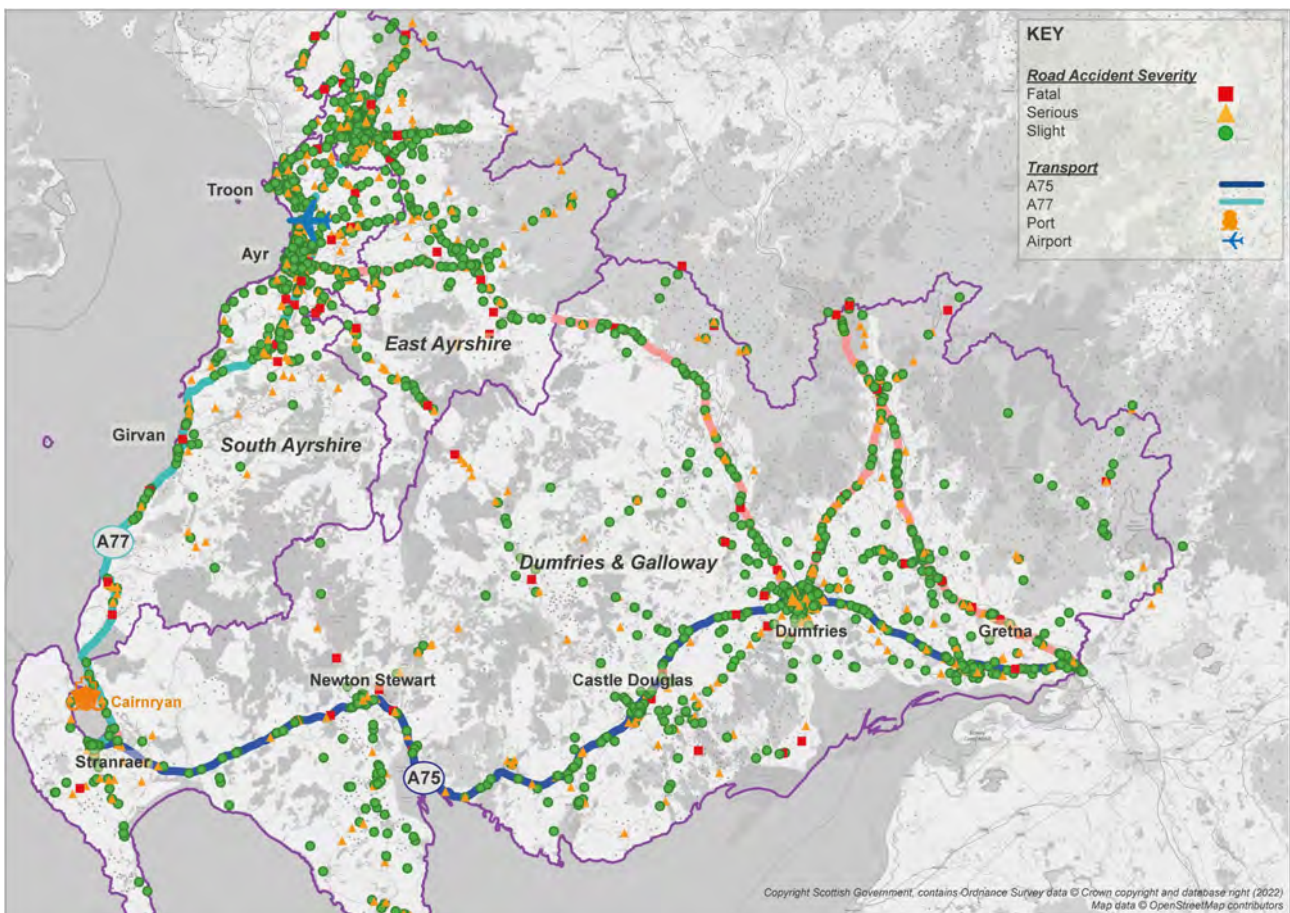 KEY
Road Accident Severity
Fatal
Serious
Slight
Transport
A75
A77
Port
Airport
Troon
Ayr
East Ayrshire
Girvan
South Ayrshire
A77
Dumfries & Galloway
Dumfries
Gretna
Newton Stewart
Castle Douglas
Cairnryan
Stranraer
A75
Copyright Scottish Government, contains Ordnance Survey data © Crown copyright and database right (2022)
Map data © OpenStreetMap contributors